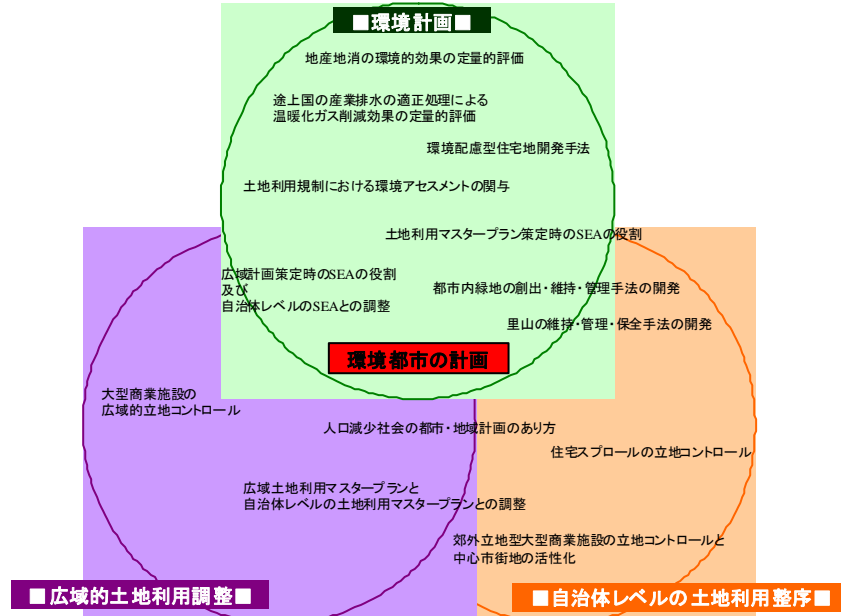 ■環境計画■
地産地消の環境的効果の定量的評価
途上国の産業排水の適正処理による
温暖化ガス削減効果の定量的評価
環境配慮型住宅地開発手法
土地利用規制における環境アセスメントの関与
土地利用マスタープラン策定時のSEAの役割
広域計画策定時のSEAの役割
及び
自治体レベルのSEAとの調整
都市内緑地の創出・維持・管理手法の開発
里山の維持・管理・保全手法の開発
環境都市の計画
大型商業施設の
広域的立地コントロール
人口減少社会の都市・地域計画のあり方
住宅スプロールの立地コントロール
広域土地利用マスタープランと
自治体レベルの土地利用マスタープランとの調整
郊外立地型大型商業施設の立地コントロールと
中心市街地の活性化
■広域的土地利用調整■
■自治体レベルの土地利用整序■